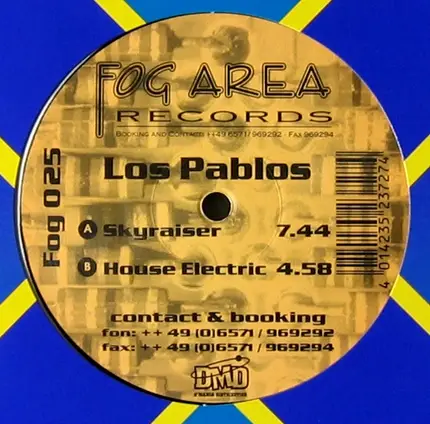 FOG AREA
RECORDS
BOOKING AND CONTACT: ++49 6571/969292 - FAX 969294
Los Pablos
Fog 025
A Skyraiser 7.44
B House Electric 4.58
4 014235 237274
contact & booking
fon: ++ 49 (0)6571 / 969292
fax: ++ 49 (0)6571 / 969294
DMD